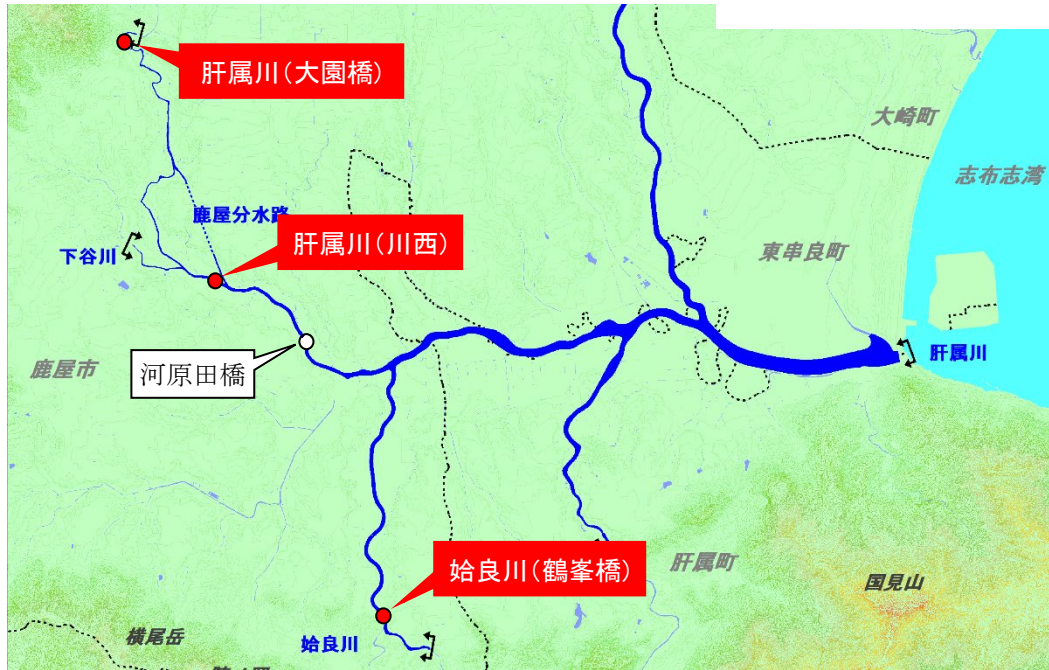 肝属川(大園橋)
大崎町
志布志湾
鹿屋分水路
肝属川(川西)
下谷川
東串良町
肝属川
鹿屋市
河原田橋
姶良川(鶴峯橋)
肝属町
国見山
横尾岳
姶良川